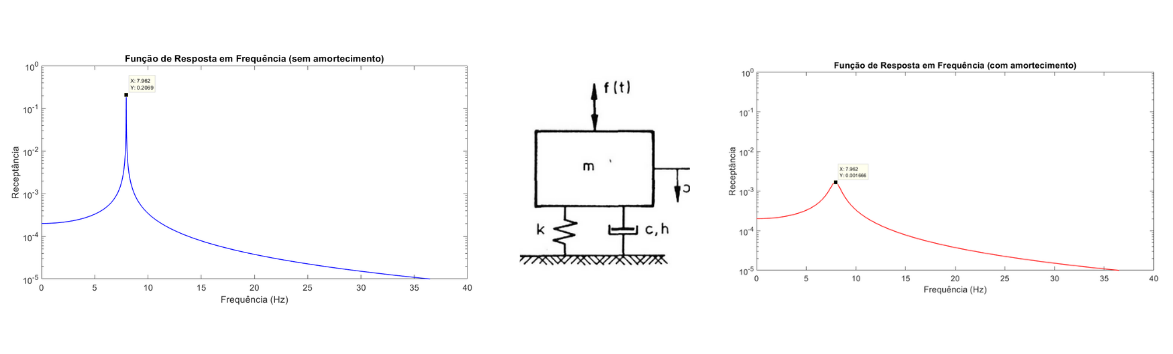 Função de Resposta em Frequência (sem amortecimento)
10^0
10^-1
10^-2
10^-3
10^-4
10^-5
Receptância
X: 7.962
Y: 0.2069
0 5 10 15 20 25 30 35 40
Frequência (Hz)
f(t)
m
k
c, h
Função de Resposta em Frequência (com amortecimento)
10^0
10^-1
10^-2
10^-3
10^-4
10^-5
Receptância
X: 7.962
Y: 0.001666
0 5 10 15 20 25 30 35 40
Frequência (Hz)